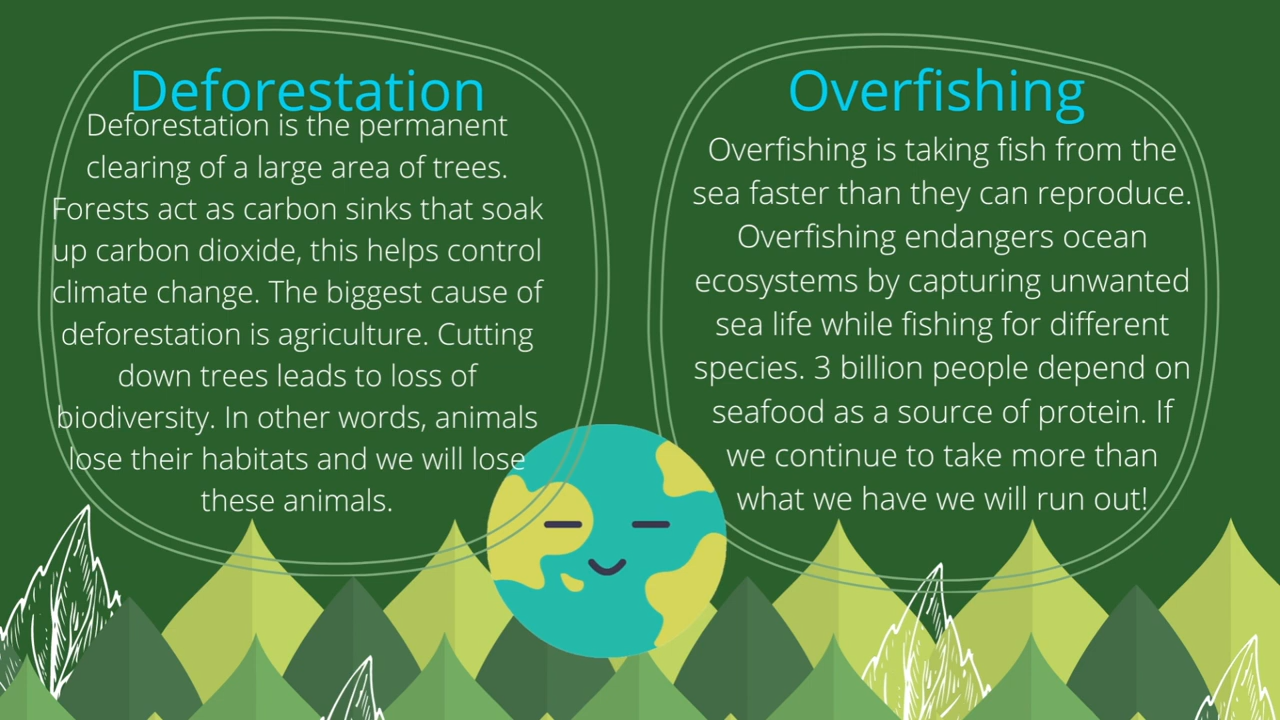 Deforestation
Deforestation is the permanent
clearing of a large area of trees.
Forests act as carbon sinks that soak
up carbon dioxide, this helps control
climate change. The biggest cause of
deforestation is agriculture. Cutting
down trees leads to loss of
biodiversity. In other words, animals
lose their habitats and we will lose
these animals.
Overfishing
Overfishing is taking fish from the
sea faster than they can reproduce.
Overfishing endangers ocean
ecosystems by capturing unwanted
sea life while fishing for different
species. 3 billion people depend on
seafood as a source of protein. If
we continue to take more than
what we have we will run out!